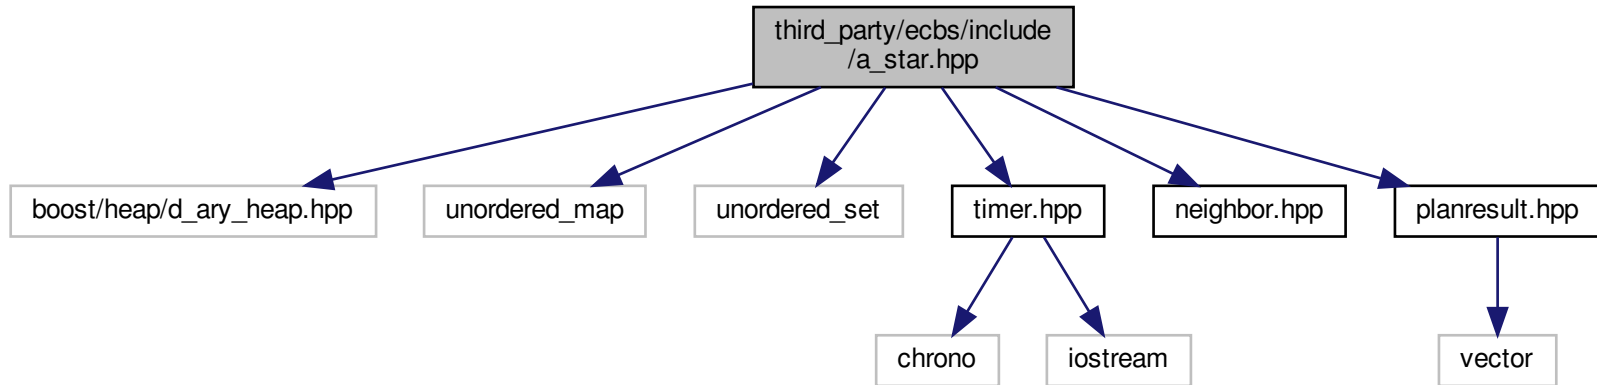 third_party/ecbs/include
/a_star.hpp
boost/heap/d_ary_heap.hpp
unordered_map
unordered_set
timer.hpp
neighbor.hpp
planresult.hpp
chrono
iostream
vector